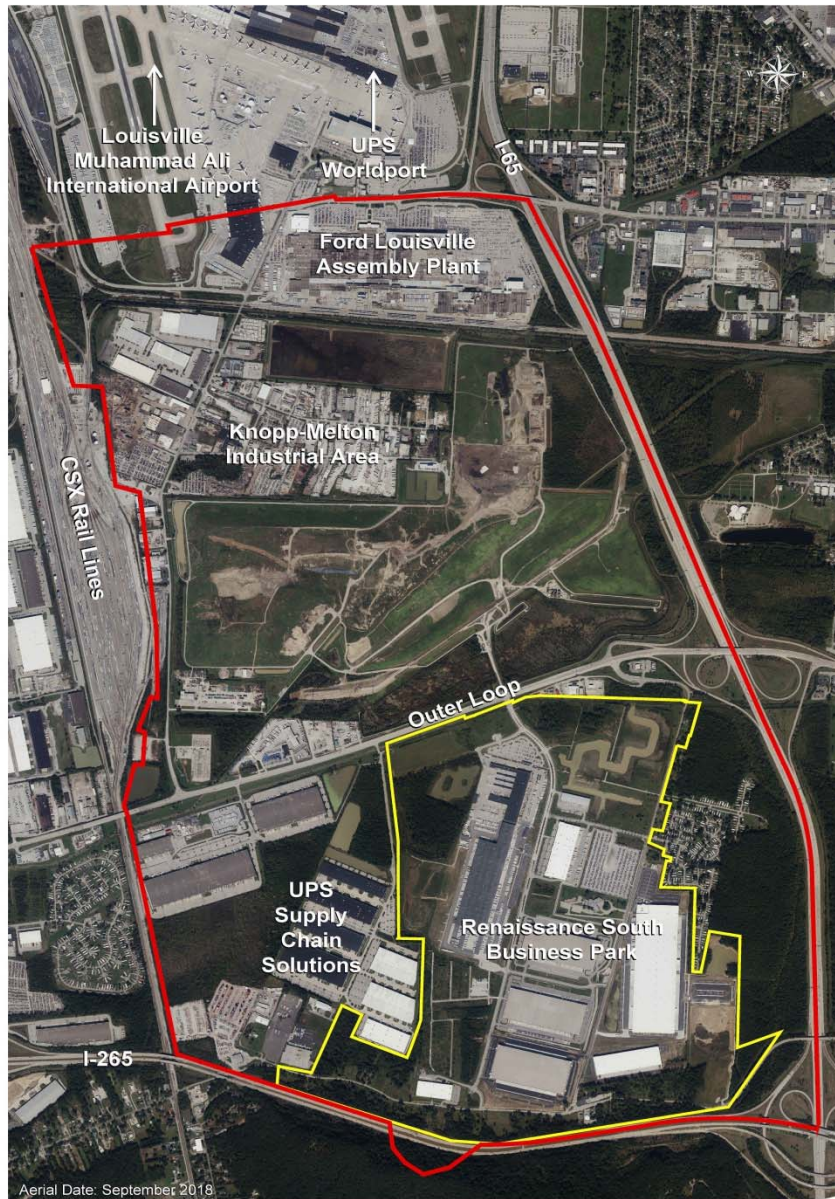 N
W
E
S
Louisville
Muhammad Ali
International Airport
UPS
Worldport
I-65
Ford Louisville
Assembly Plant
Knopp-Melton
Industrial Area
CSX Rail Lines
Outer Loop
UPS
Supply
Chain
Solutions
Renaissance South
Business Park
I-265
Aerial Date: September 2018